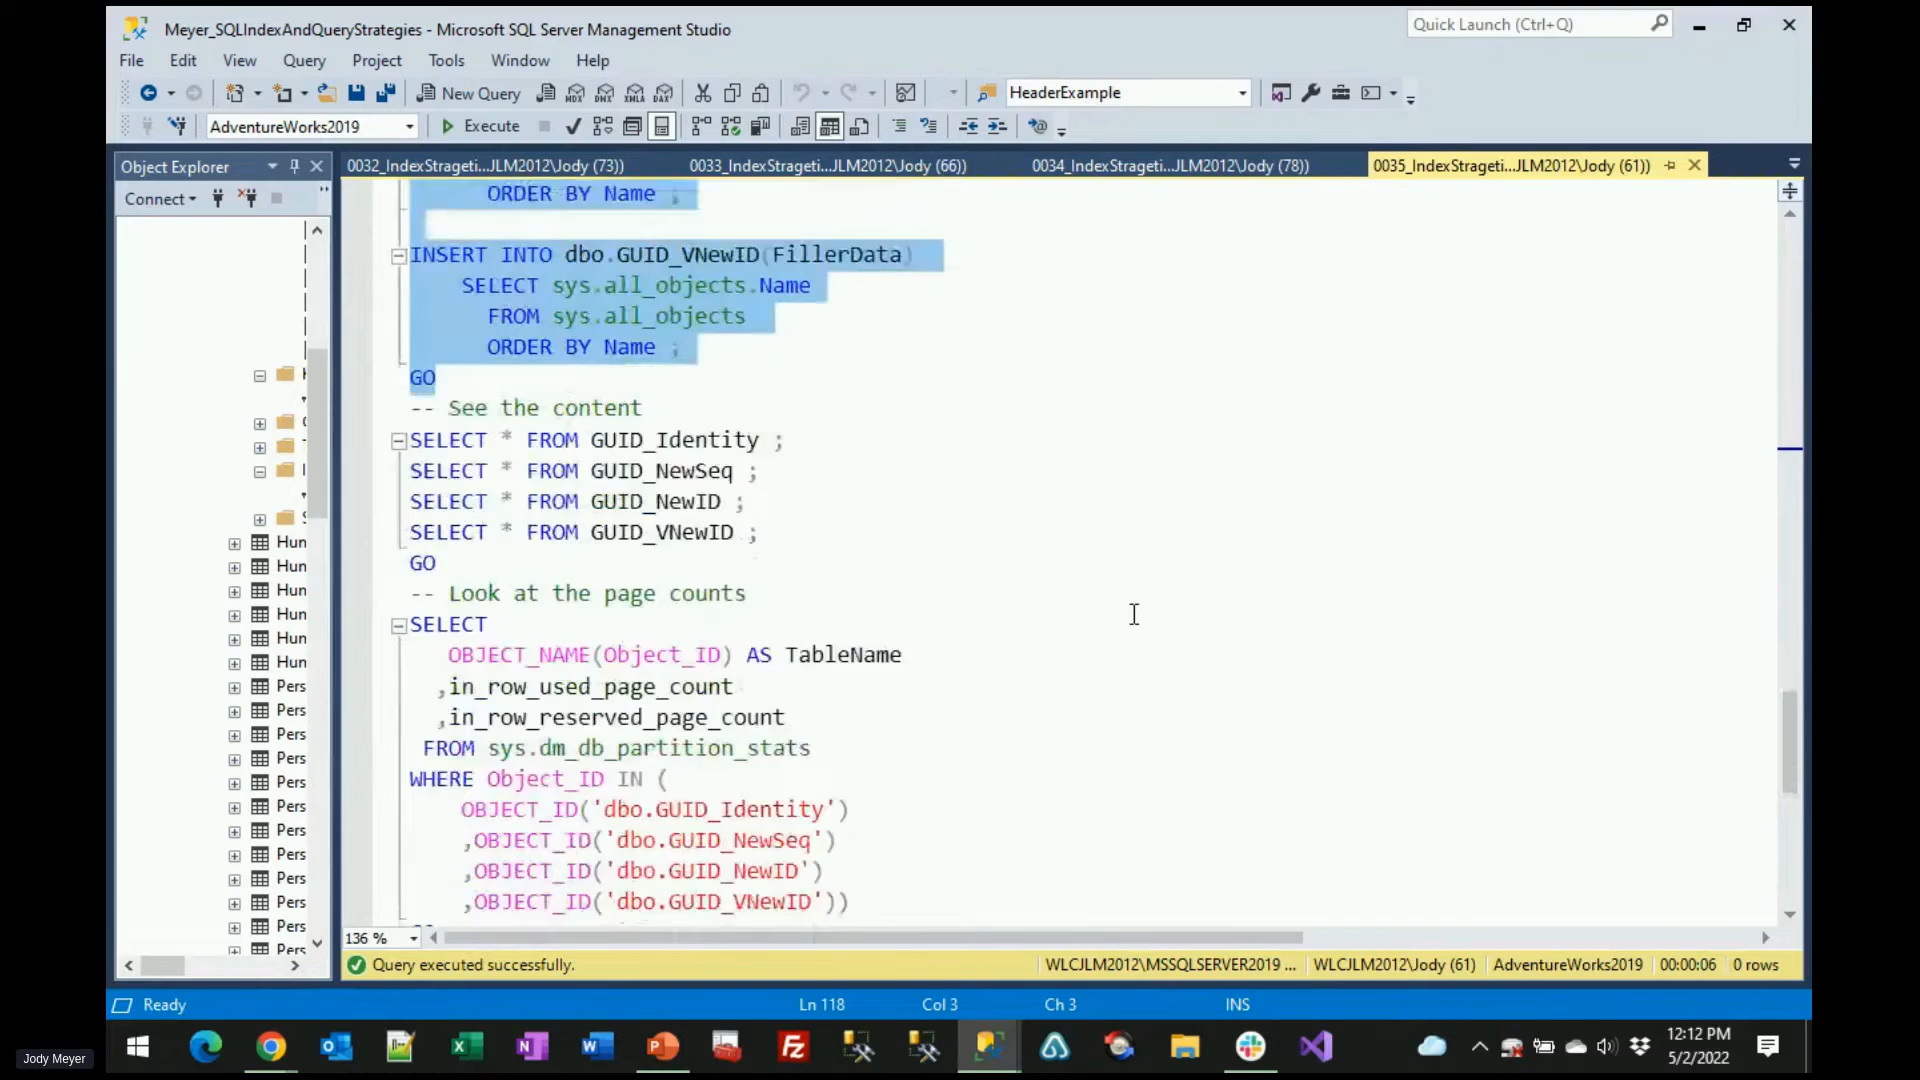 Meyer_SQLIndexAndQueryStrategies - Microsoft SQL Server Management Studio
Quick Launch (Ctrl+Q)
File Edit View Query Project Tools Window Help
New Query
HeaderExample
AdventureWorks2019
Execute
Object Explorer
0032_IndexStrageti...JLM2012\Jody (73))
0033_IndexStrageti...JLM2012\Jody (66))
0034_IndexStrageti...JLM2012\Jody (78))
0035_IndexStrageti...JLM2012\Jody (61))
Connect
ORDER BY Name ;
INSERT INTO dbo.GUID_VNewID(FillerData)
SELECT sys.all_objects.Name
FROM sys.all_objects
ORDER BY Name ;
GO
-- See the content
SELECT * FROM GUID_Identity ;
SELECT * FROM GUID_NewSeq ;
SELECT * FROM GUID_NewID ;
SELECT * FROM GUID_VNewID ;
GO
-- Look at the page counts
SELECT
OBJECT_NAME(Object_ID) AS TableName
,in_row_used_page_count
,in_row_reserved_page_count
FROM sys.dm_db_partition_stats
WHERE Object_ID IN (
OBJECT_ID('dbo.GUID_Identity')
,OBJECT_ID('dbo.GUID_NewSeq')
,OBJECT_ID('dbo.GUID_NewID')
,OBJECT_ID('dbo.GUID_VNewID'))
Hun
Hun
Hun
Hun
Hun
Hun
Pers
Pers
Pers
Pers
Pers
Pers
Pers
Pers
Pers
Pers
Pers
Pers
136 %
Query executed successfully.
WLCJLM2012\MSSQLSERVER2019 ...
WLCJLM2012\Jody (61)
AdventureWorks2019
00:00:06
0 rows
Ready
Ln 118
Col 3
Ch 3
INS
12:12 PM
5/2/2022
Jody Meyer